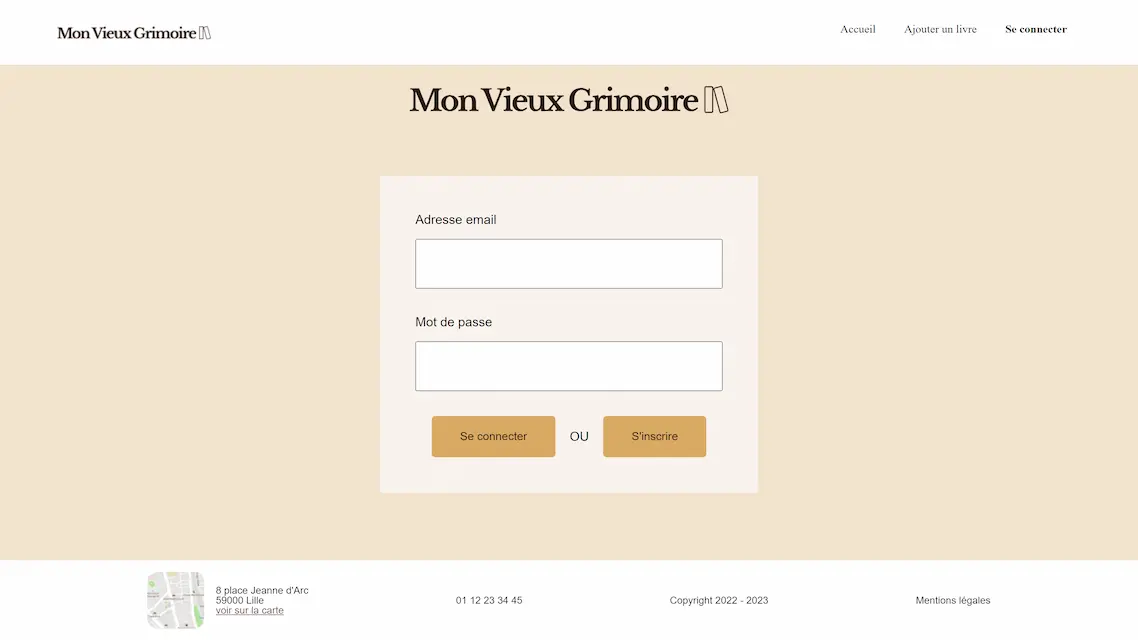 Mon Vieux Grimoire
Accueil
Ajouter un livre
Se connecter
Mon Vieux Grimoire
Adresse email
Mot de passe
Se connecter
OU
S'inscrire
8 place Jeanne d'Arc
59000 Lille
voir sur la carte
01 12 23 34 45
Copyright 2022 - 2023
Mentions légales